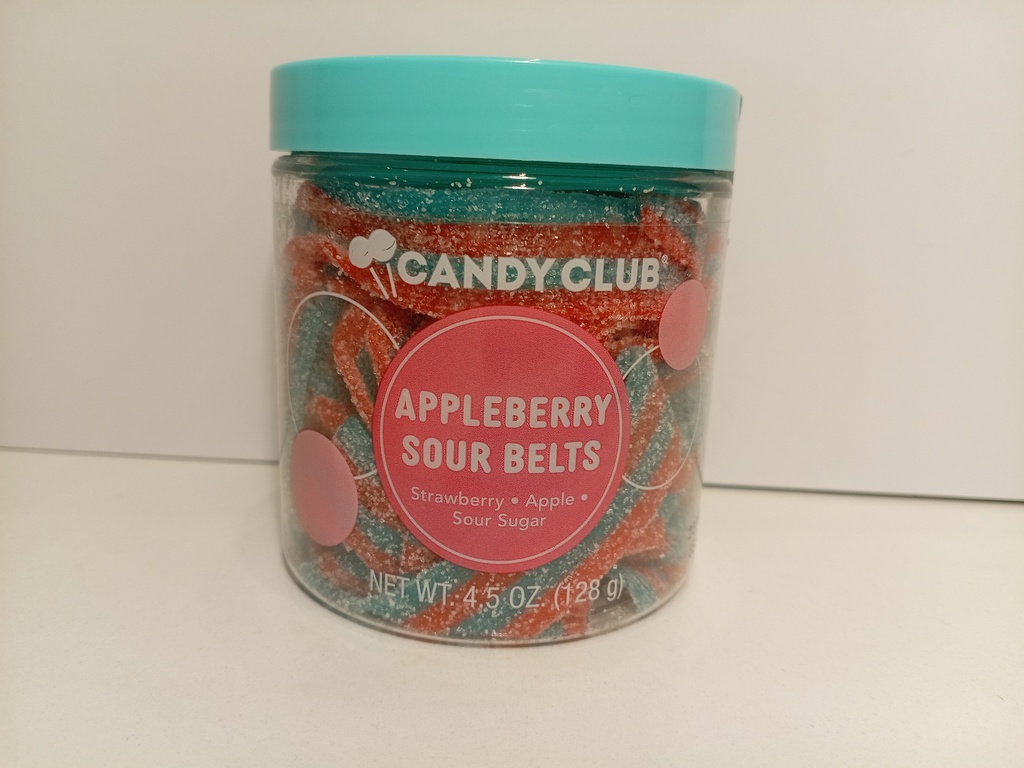 CANDY CLUB®
APPLEBERRY
SOUR BELTS
Strawberry • Apple •
Sour Sugar
NET WT. 4.5 OZ. (128 g)